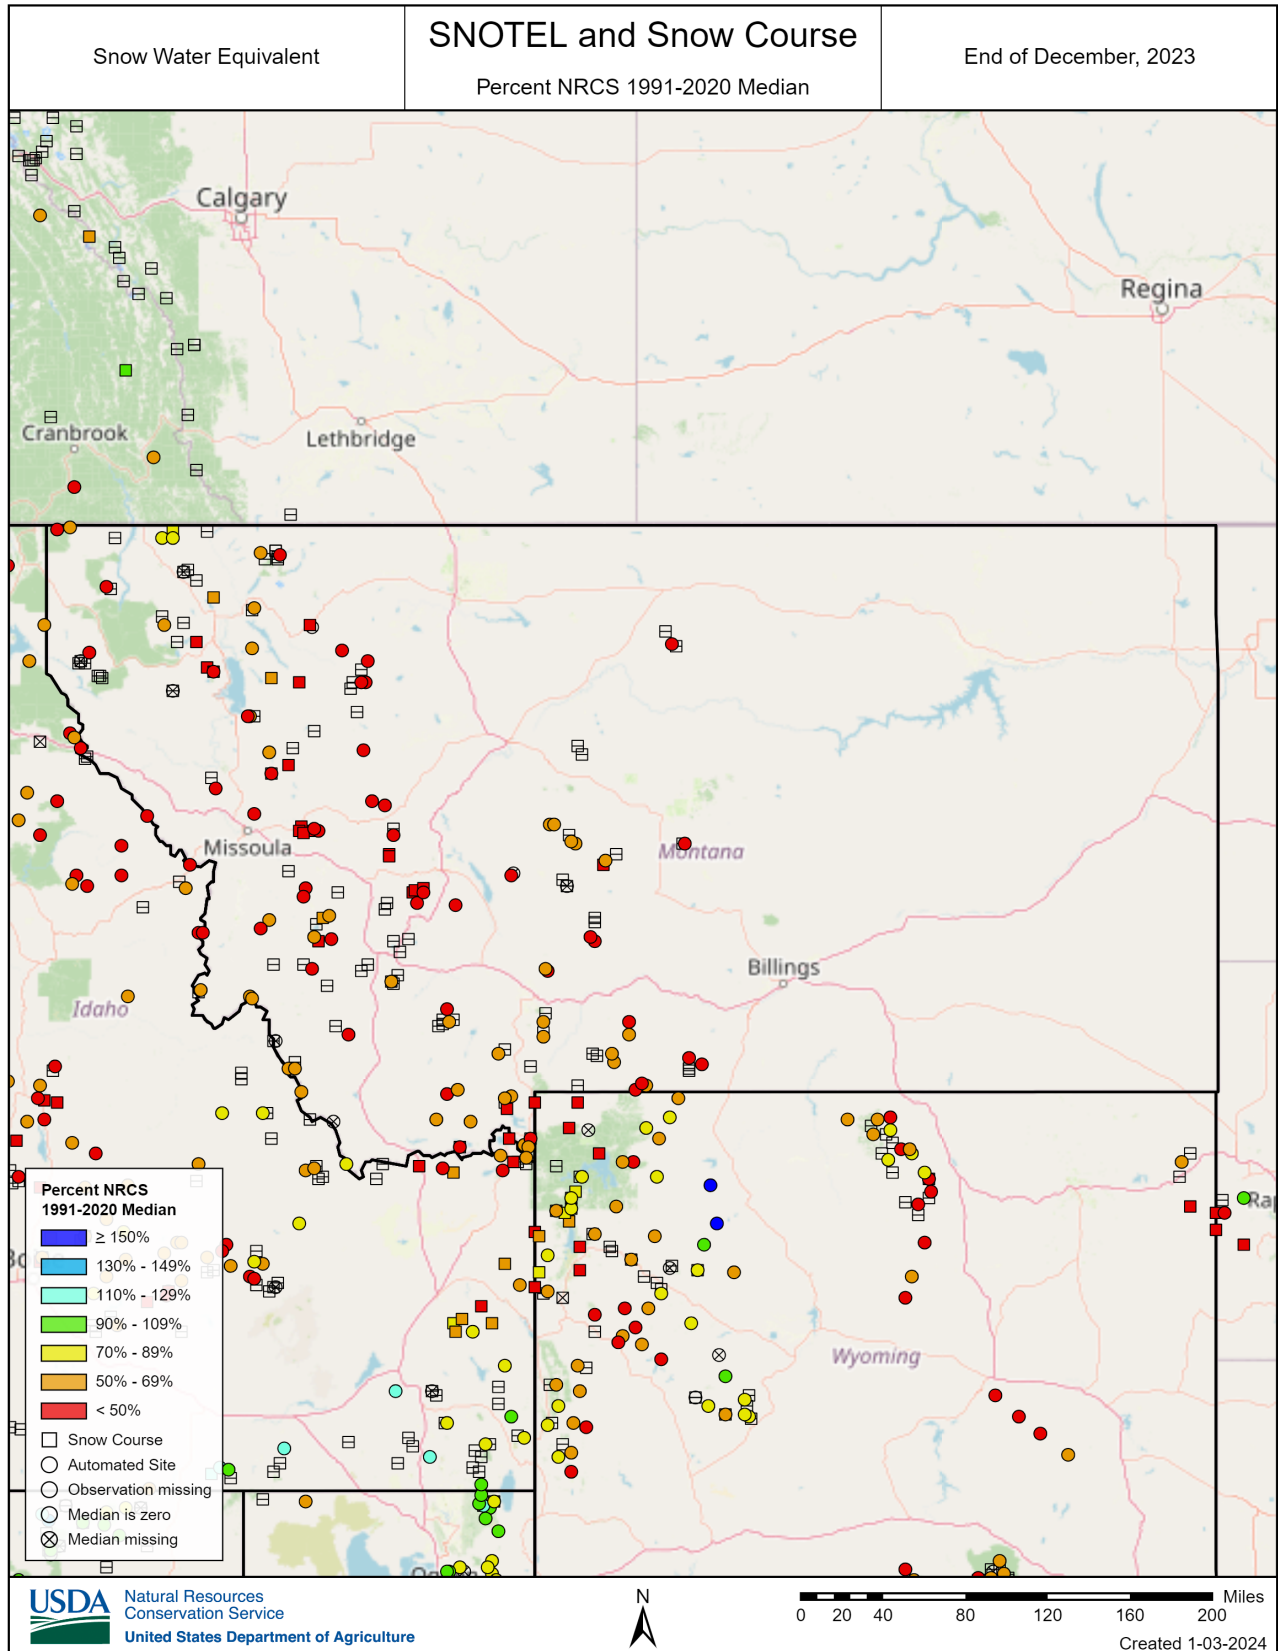 Snow Water Equivalent
SNOTEL and Snow Course
Percent NRCS 1991-2020 Median
End of December, 2023
Calgary
Regina
Cranbrook
Lethbridge
Missoula
Montana
Billings
Idaho
Wyoming
Percent NRCS
1991-2020 Median
≥ 150%
130% - 149%
110% - 129%
90% - 109%
70% - 89%
50% - 69%
< 50%
Snow Course
Automated Site
Observation missing
Median is zero
Median missing
USDA
Natural Resources
Conservation Service
United States Department of Agriculture
N
Miles
0 20 40 80 120 160 200
Created 1-03-2024